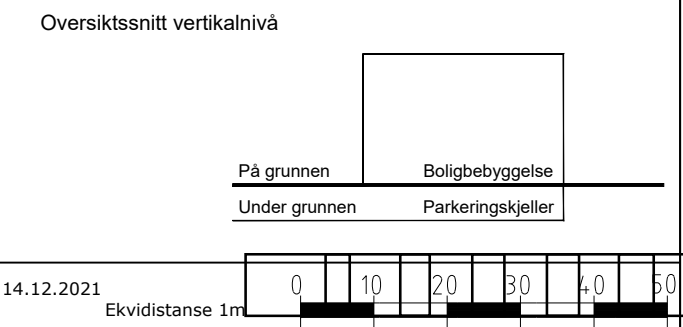 Oversiktssnitt vertikalnivå
På grunnen Boligbebyggelse
Under grunnen Parkeringskjeller
14.12.2021 0 10 20 30 40 50
Ekvidistanse 1m